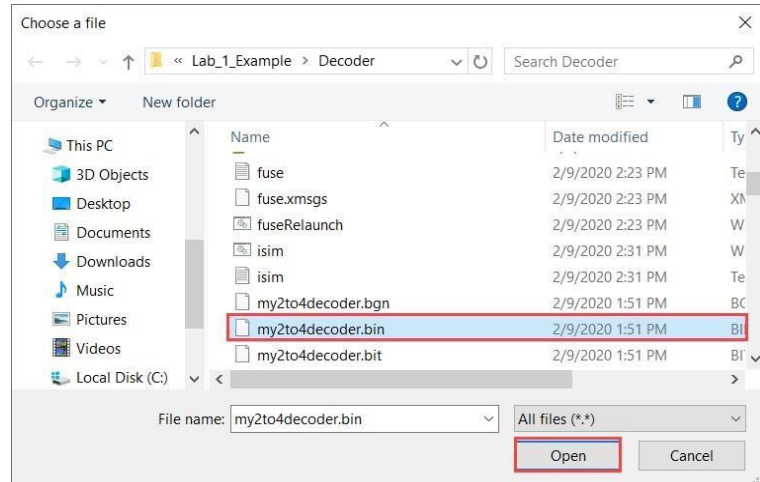 Choose a file
« Lab_1_Example > Decoder
Search Decoder
Organize
New folder
This PC
3D Objects
Desktop
Documents
Downloads
Music
Pictures
Videos
Local Disk (C:)
Name Date modified Ty
fuse 2/9/2020 2:23 PM Te
fuse.xmsgs 2/9/2020 2:23 PM
fuseRelaunch 2/9/2020 2:23 PM W
isim 2/9/2020 2:31 PM W
isim 2/9/2020 2:31 PM Te
my2to4decoder.bgn 2/9/2020 1:51 PM
my2to4decoder.bin 2/9/2020 1:51 PM
my2to4decoder.bit 2/9/2020 1:51 PM
File name: my2to4decoder.bin All files (*.*)
Open Cancel